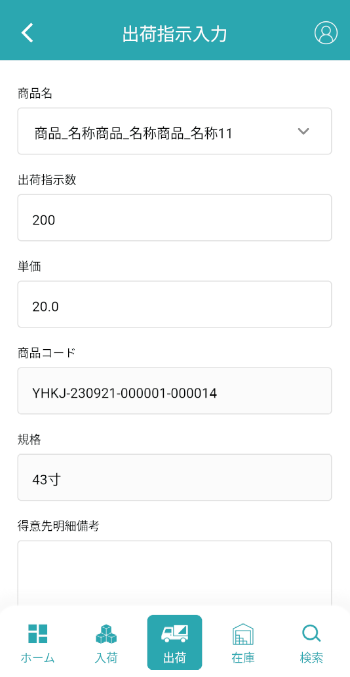 出荷指示入力
商品名
商品_名称商品_名称商品_名称11
出荷指示数
200
単価
20.0
商品コード
YHKJ-230921-000001-000014
規格
43寸
得意先明細備考
ホーム
入荷
出荷
在庫
検索